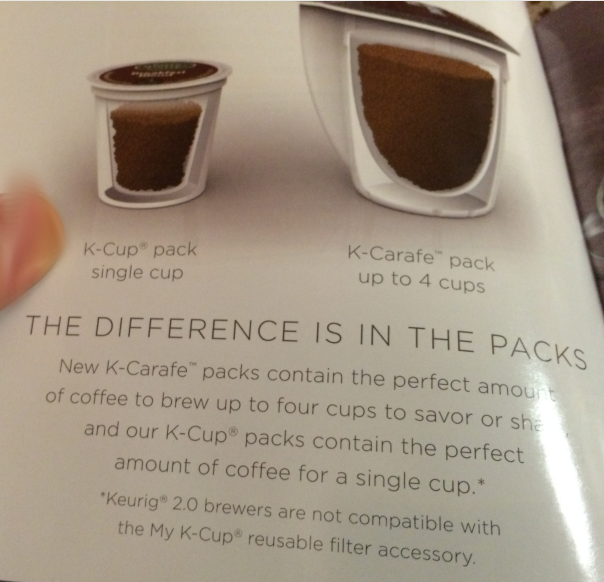 K-Cup® pack
single cup
K-Carafe™ pack
up to 4 cups
THE DIFFERENCE IS IN THE PACKS
New K-Carafe™ packs contain the perfect amount
of coffee to brew up to four cups to savor or
and our K-Cup® packs contain the perfect
amount of coffee for a single cup.*
*Keurig® 2.0 brewers are not compatible with
the My K-Cup® reusable filter accessory.